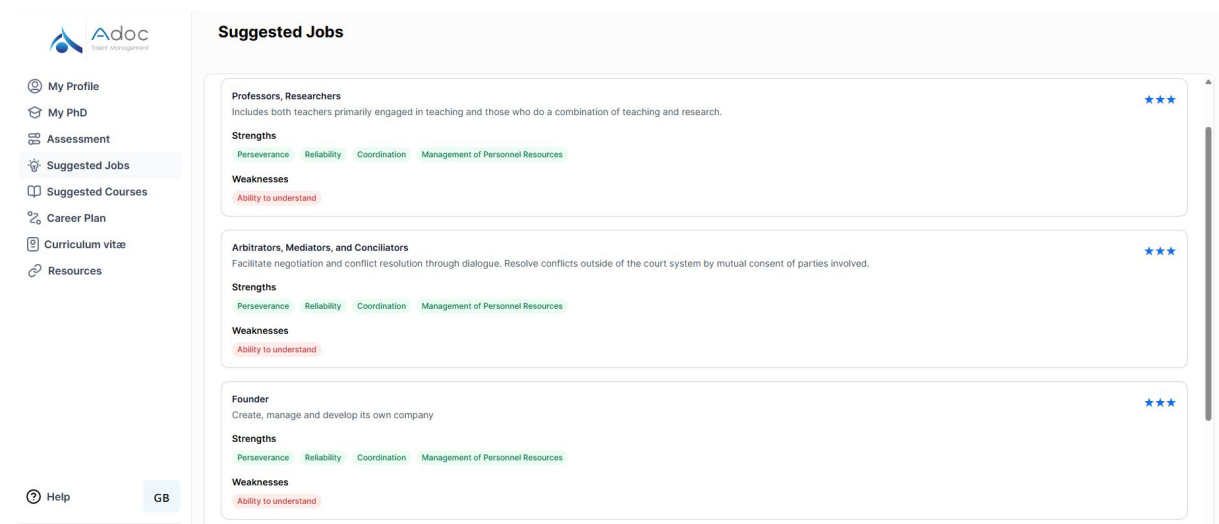 Adoc
Talent Management
My Profile
My PhD
Assessment
Suggested Jobs
Suggested Courses
Career Plan
Curriculum vitæ
Resources
Help
GB
Suggested Jobs
Professors, Researchers
Includes both teachers primarily engaged in teaching and those who do a combination of teaching and research.
Strengths
Perseverance Reliability Coordination Management of Personnel Resources
Weaknesses
Ability to understand
Arbitrators, Mediators, and Conciliators
Facilitate negotiation and conflict resolution through dialogue. Resolve conflicts outside of the court system by mutual consent of parties involved.
Strengths
Perseverance Reliability Coordination Management of Personnel Resources
Weaknesses
Ability to understand
Founder
Create, manage and develop its own company
Strengths
Perseverance Reliability Coordination Management of Personnel Resources
Weaknesses
Ability to understand